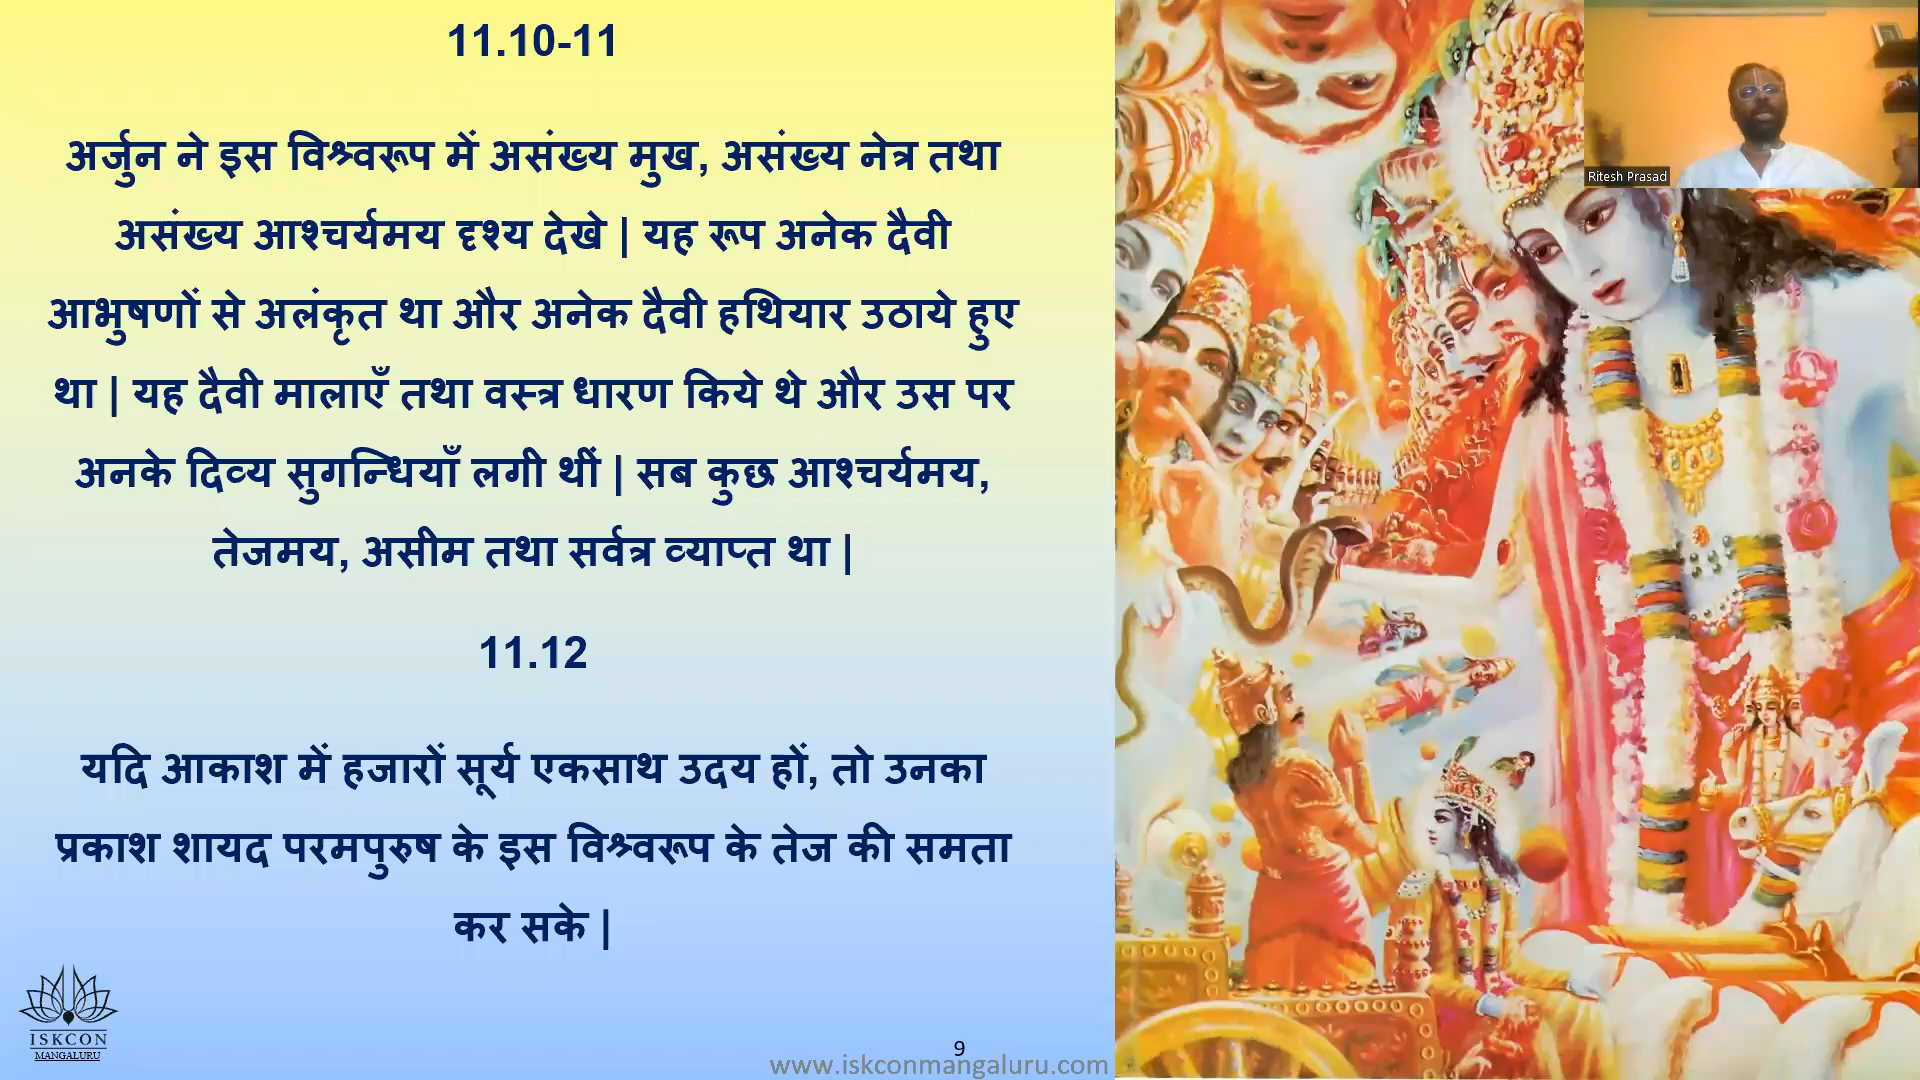 11.10-11
अर्जुन ने इस विश्र्वरूप में असंख्य मुख, असंख्य नेत्र तथा
असंख्य आश्चर्यमय दृश्य देखे | यह रूप अनेक दैवी
आभुषणों से अलंकृत था और अनेक दैवी हथियार उठाये हुए
था | यह दैवी मालाएँ तथा वस्त्र धारण किये थे और उस पर
अनके दिव्य सुगन्धियाँ लगी थीं | सब कुछ आश्चर्यमय,
तेजमय, असीम तथा सर्वत्र व्याप्त था |
11.12
यदि आकाश में हजारों सूर्य एकसाथ उदय हों, तो उनका
प्रकाश शायद परमपुरुष के इस विश्र्वरूप के तेज की समता
कर सके |
ISKCON
MANGALURU
9
www.iskconmangaluru.com
Ritesh Prasad